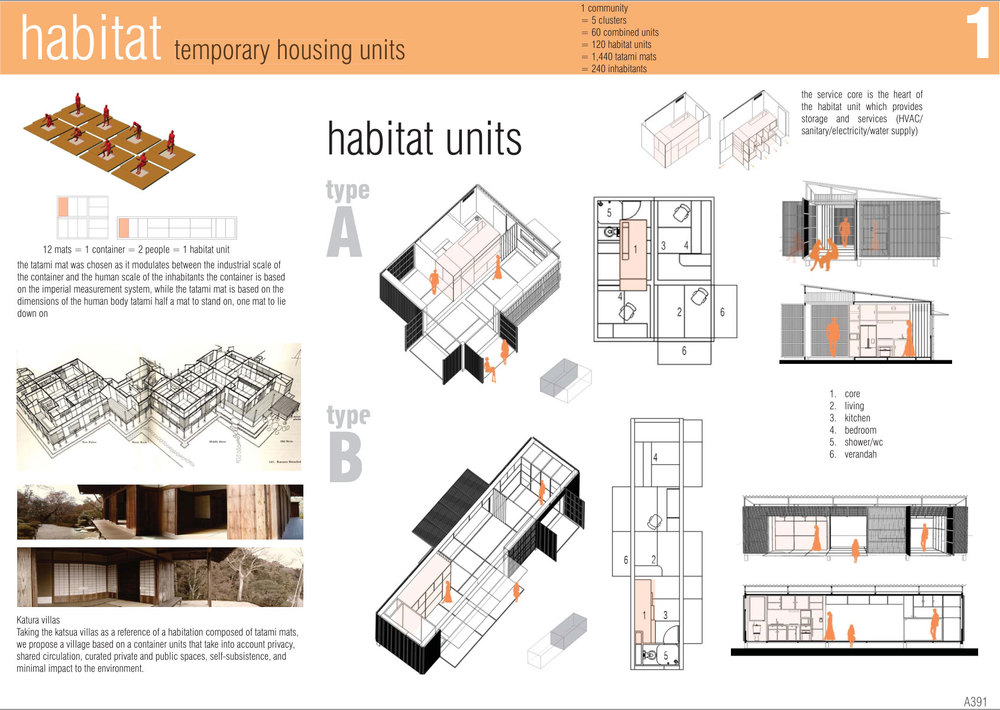 habitat temporary housing units
1 community
= 5 clusters
= 60 combined units
= 120 habitat units
= 1,440 tatami mats
= 240 inhabitants
1
the service core is the heart of
the habitat unit which provides
storage and services (HVAC/
sanitary/electricity/water supply)
habitat units
12 mats = 1 container = 2 people = 1 habitat unit
the tatami mat was chosen as it modulates between the industrial scale of
the container and the human scale of the inhabitants the container is based
on the imperial measurement system, while the tatami mat is based on the
dimensions of the human body tatami half a mat to stand on, one mat to lie
down on
type
A
5
1
3
4
4
2
6
6
1. core
2. living
3. kitchen
4. bedroom
5. shower/wc
6. verandah
type
B
4
6
2
1
3
5
Katura villas
Taking the katsua villas as a reference of a habitation composed of tatami mats,
we propose a village based on a container units that take into account privacy,
shared circulation, curated private and public spaces, self-subsistence, and
minimal impact to the environment.
A391